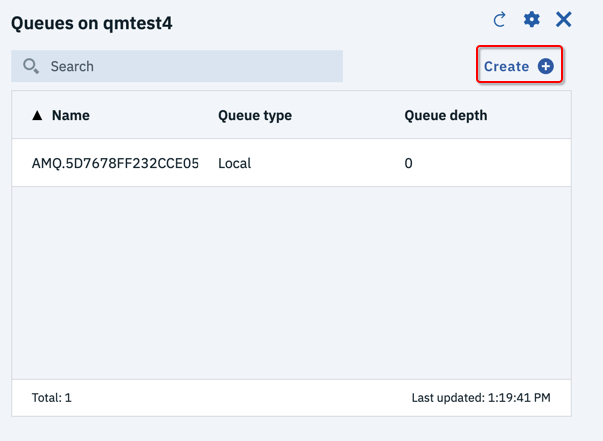 Queues on qmtest4
Search
Create
Name Queue type Queue depth
AMQ.5D7678FF232CCE05 Local 0
Total: 1 Last updated: 1:19:41 PM